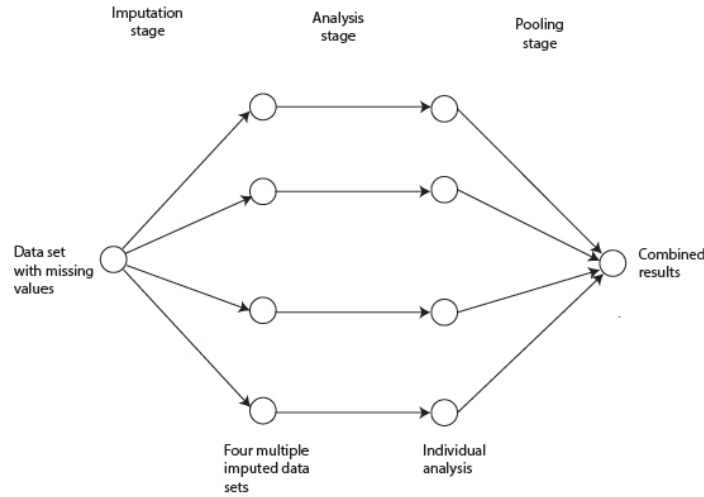 Imputation
stage
Analysis
stage
Pooling
stage
Data set
with missing
values
Combined
results
Four multiple
imputed data
sets
Individual
analysis